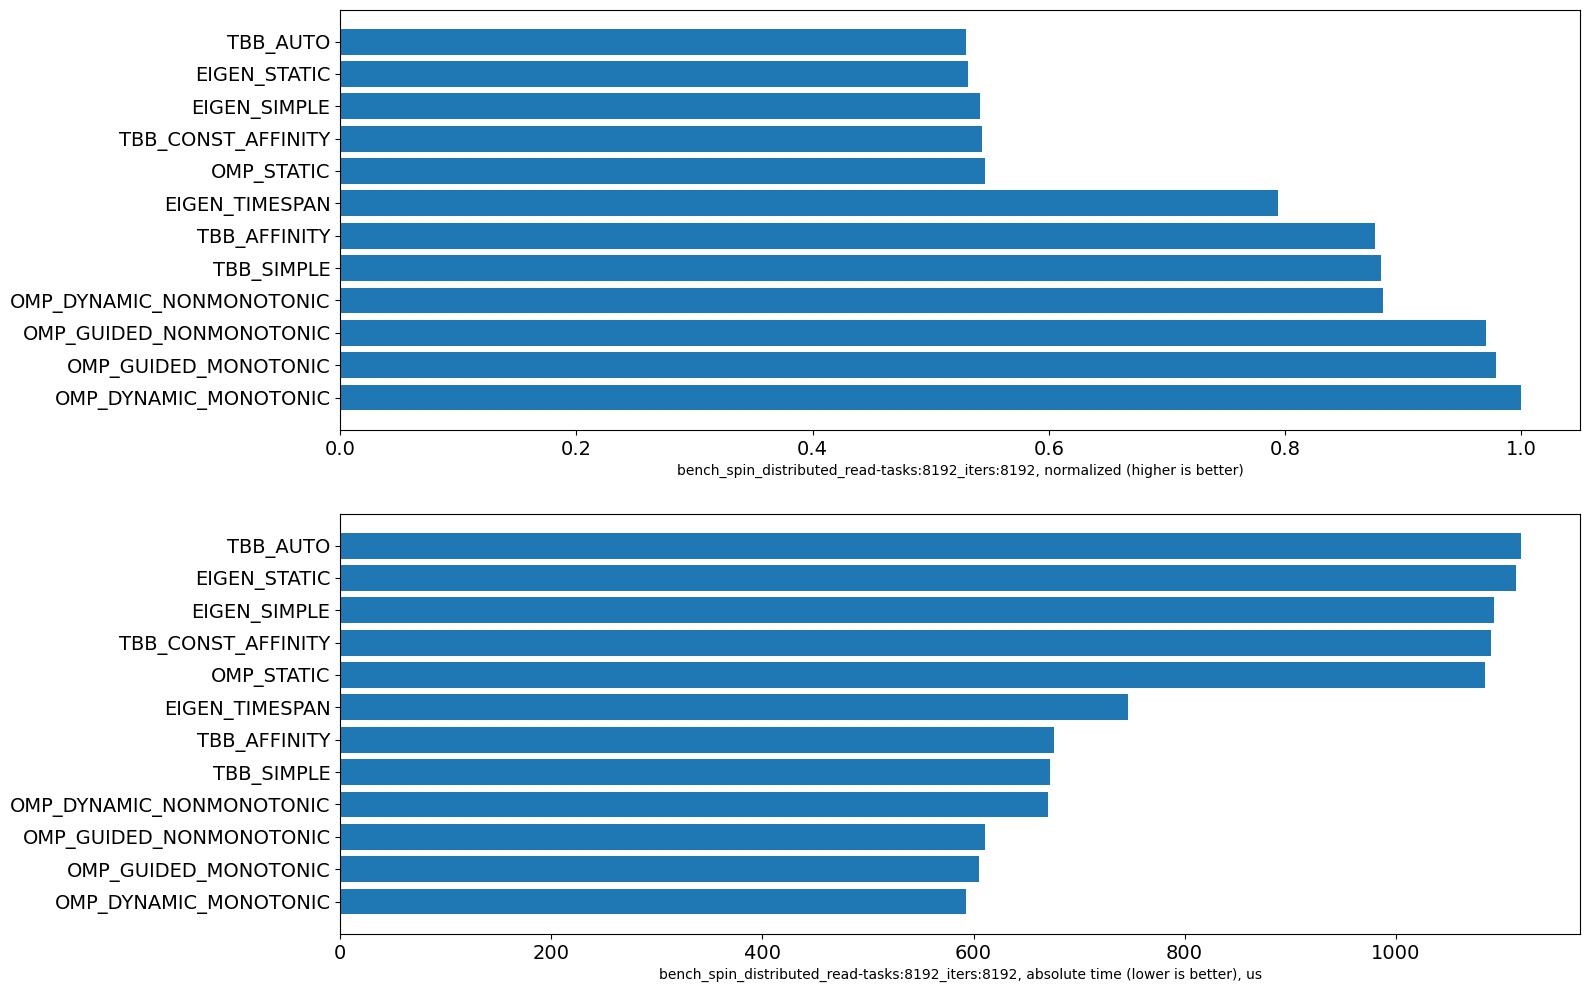 TBB_AUTO
EIGEN_STATIC
EIGEN_SIMPLE
TBB_CONST_AFFINITY
OMP_STATIC
EIGEN_TIMESPAN
TBB_AFFINITY
TBB_SIMPLE
OMP_DYNAMIC_NONMONOTONIC
OMP_GUIDED_NONMONOTONIC
OMP_GUIDED_MONOTONIC
OMP_DYNAMIC_MONOTONIC
0.0 0.2 0.4 0.6 0.8 1.0
bench_spin_distributed_read-tasks:8192_iters:8192, normalized (higher is better)
TBB_AUTO
EIGEN_STATIC
EIGEN_SIMPLE
TBB_CONST_AFFINITY
OMP_STATIC
EIGEN_TIMESPAN
TBB_AFFINITY
TBB_SIMPLE
OMP_DYNAMIC_NONMONOTONIC
OMP_GUIDED_NONMONOTONIC
OMP_GUIDED_MONOTONIC
OMP_DYNAMIC_MONOTONIC
0 200 400 600 800 1000
bench_spin_distributed_read-tasks:8192_iters:8192, absolute time (lower is better), us